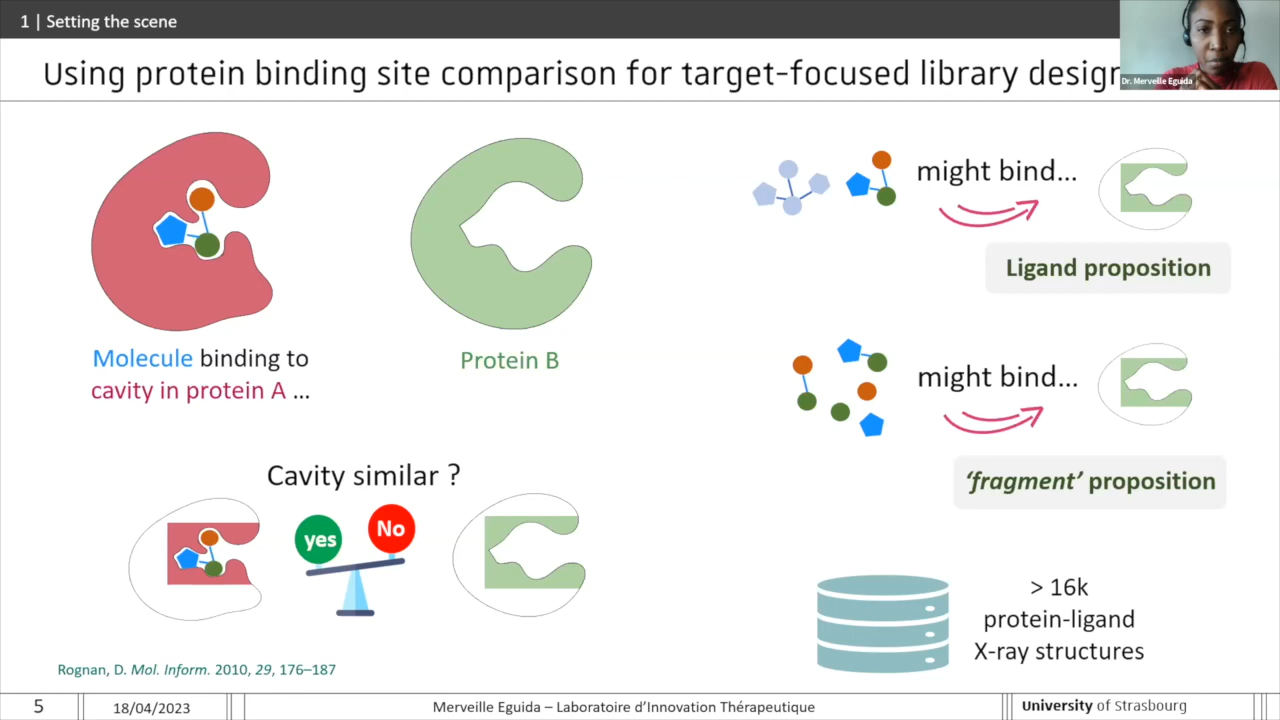 1 | Setting the scene
Using protein binding site comparison for target-focused library design
Dr. Merveille Eguida
Molecule binding to
cavity in protein A ...
Protein B
Cavity similar ?
yes
No
Rognan, D. Mol. Inform. 2010, 29, 176–187
might bind...
Ligand proposition
might bind...
'fragment' proposition
> 16k
protein-ligand
X-ray structures
5
18/04/2023
Merveille Eguida – Laboratoire d'Innovation Thérapeutique
University of Strasbourg